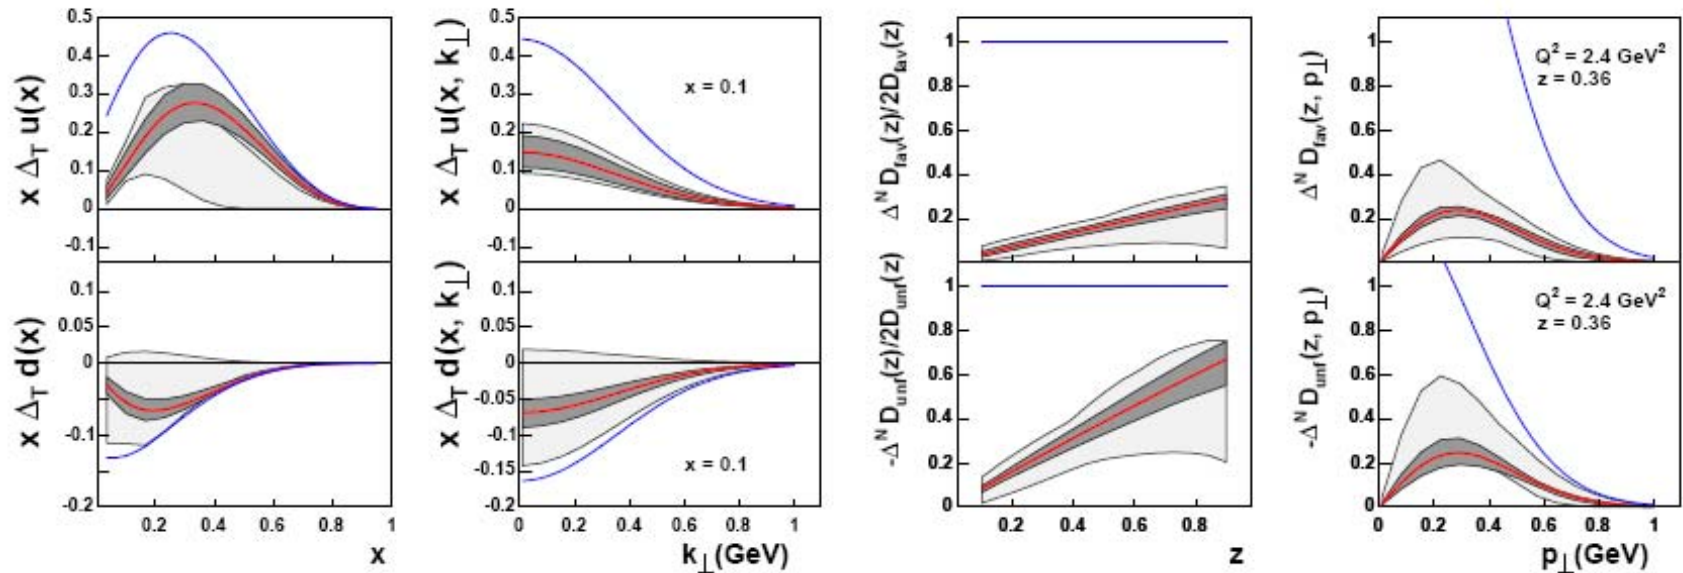 x Δ_T u(x)
0.5
0.4
0.3
0.2
0.1
0
-0.1
x Δ_T u(x, k_⊥)
0.5
0.4
0.3
0.2
0.1
0
-0.1
x = 0.1
Δ^N D_fav(z)/2D_fav(z)
1
0.8
0.6
0.4
0.2
Δ^N D_fav(z, p_⊥)
1
0.8
0.6
0.4
0.2
Q² = 2.4 GeV²
z = 0.36
x Δ_T d(x)
0.1
0.05
0
-0.05
-0.1
-0.2
0.2 0.4 0.6 0.8 1
x
x Δ_T d(x, k_⊥)
0.1
0.05
0
-0.05
-0.1
-0.15
-0.2
x = 0.1
0 0.2 0.4 0.6 0.8 1
k_⊥(GeV)
-Δ^N D_unf(z)/2D_unf(z)
1
0.8
0.6
0.4
0.2
0
0.2 0.4 0.6 0.8
z
-Δ^N D_unf(z, p_⊥)
1
0.8
0.6
0.4
0.2
0
Q² = 2.4 GeV²
z = 0.36
0 0.2 0.4 0.6 0.8 1
p_⊥(GeV)